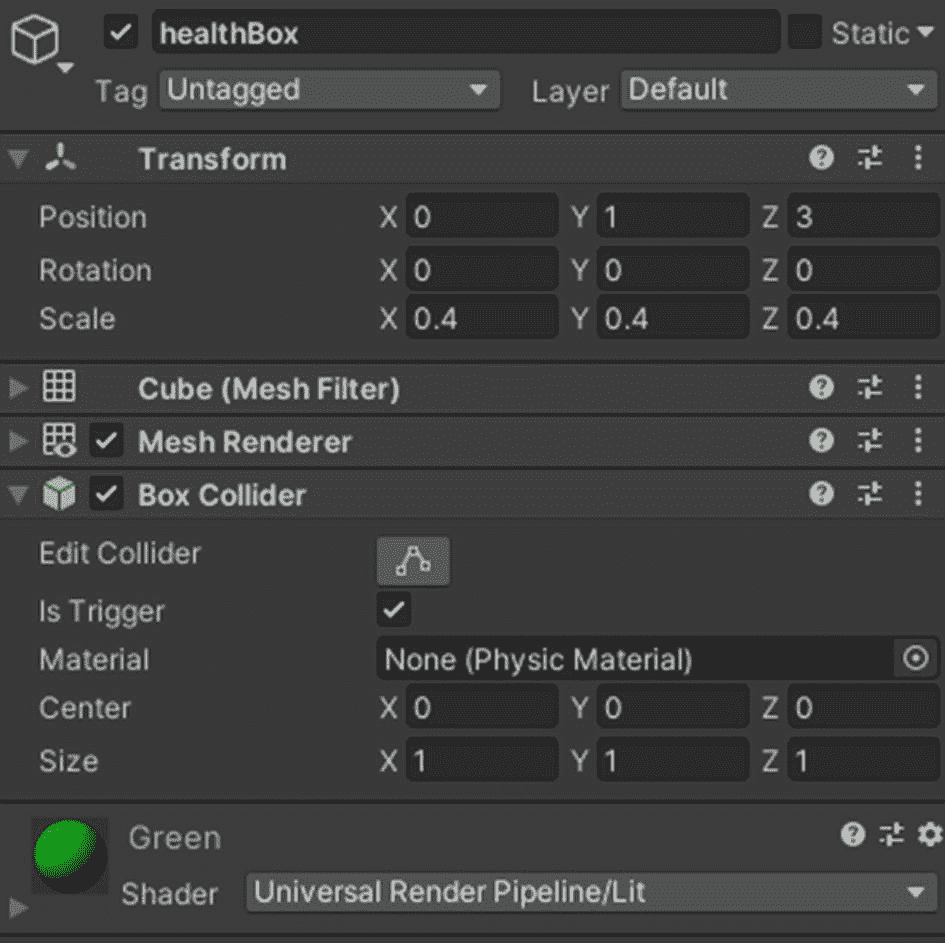 healthBox Static
Tag Untagged Layer Default
Transform
Position X 0 Y 1 Z 3
Rotation X 0 Y 0 Z 0
Scale X 0.4 Y 0.4 Z 0.4
Cube (Mesh Filter)
Mesh Renderer
Box Collider
Edit Collider
Is Trigger
Material None (Physic Material)
Center X 0 Y 0 Z 0
Size X 1 Y 1 Z 1
Green
Shader Universal Render Pipeline/Lit